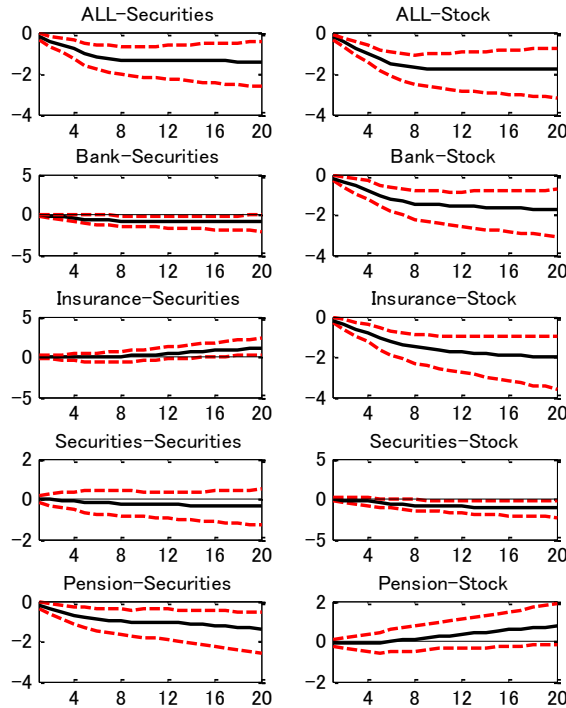 ALL-Securities
ALL-Stock
0
-2
-4
4 8 12 16 20
0
-2
-4
4 8 12 16 20
Bank-Securities
Bank-Stock
5
0
-5
4 8 12 16 20
0
-2
-4
4 8 12 16 20
Insurance-Securities
Insurance-Stock
5
0
-5
4 8 12 16 20
0
-2
-4
4 8 12 16 20
Securities-Securities
Securities-Stock
2
0
-2
4 8 12 16 20
5
0
-5
4 8 12 16 20
Pension-Securities
Pension-Stock
0
-2
-4
4 8 12 16 20
2
0
-2
4 8 12 16 20